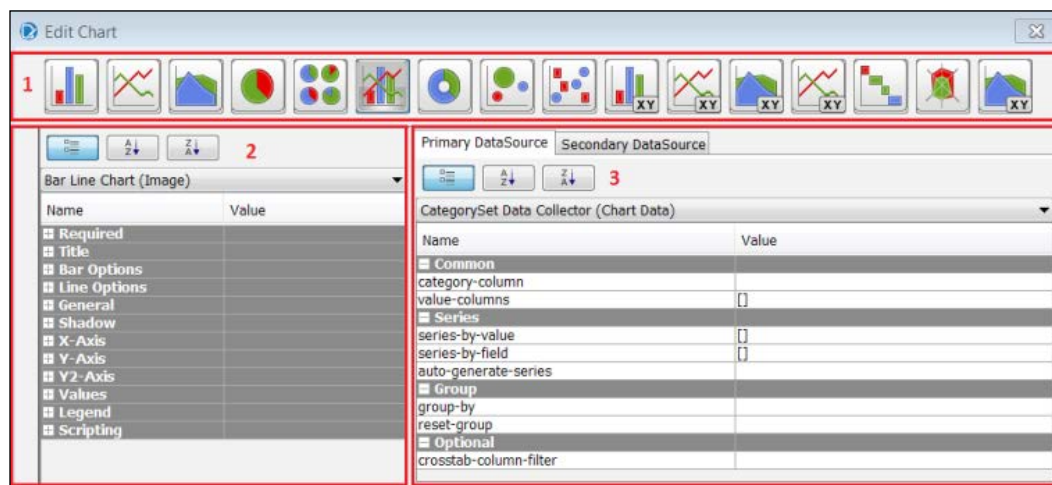 Edit Chart
1
XY XY XY XY XY
A Z Z A 2
Bar Line Chart (Image)
Name Value
Required
Title
Bar Options
Line Options
General
Shadow
X-Axis
Y-Axis
Y2-Axis
Values
Legend
Scripting
Primary DataSource Secondary DataSource
A Z Z A 3
CategorySet Data Collector (Chart Data)
Name Value
Common
category-column
value-columns []
Series
series-by-value []
series-by-field []
auto-generate-series
Group
group-by
reset-group
Optional
crosstab-column-filter